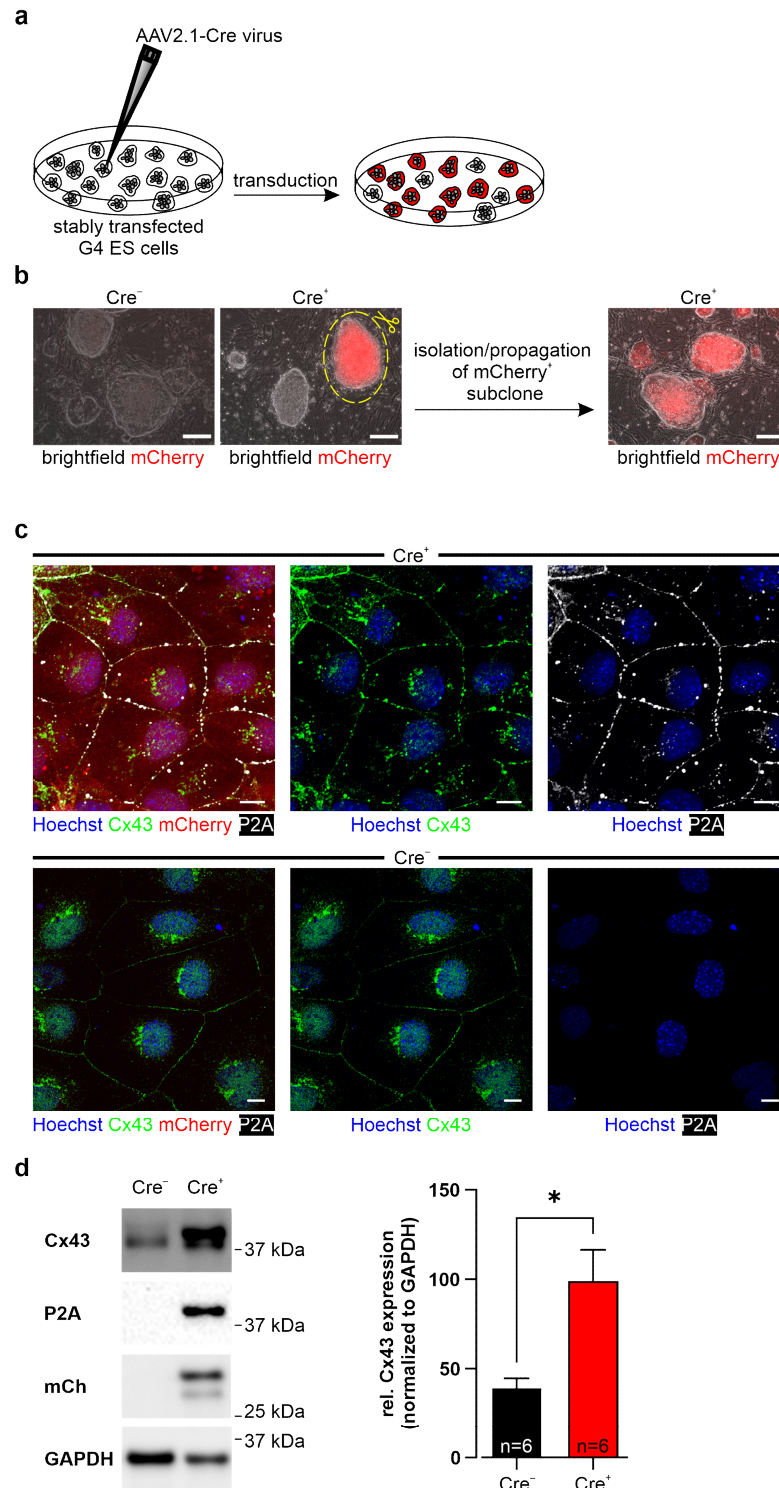 a
AAV2.1-Cre virus
transduction
stably transfected
G4 ES cells
b
Cre⁻
Cre⁺
Cre⁺
isolation/propagation
of mCherry⁺
subclone
brightfield mCherry
brightfield mCherry
brightfield mCherry
c
Cre⁺
Hoechst Cx43 mCherry P2A
Hoechst Cx43
Hoechst P2A
Cre⁻
Hoechst Cx43 mCherry P2A
Hoechst Cx43
Hoechst P2A
d
Cre⁻ Cre⁺
Cx43
37 kDa
P2A
37 kDa
mCh
25 kDa
37 kDa
GAPDH
rel. Cx43 expression
(normalized to GAPDH)
150
100
50
0
*
n=6
n=6
Cre⁻
Cre⁺